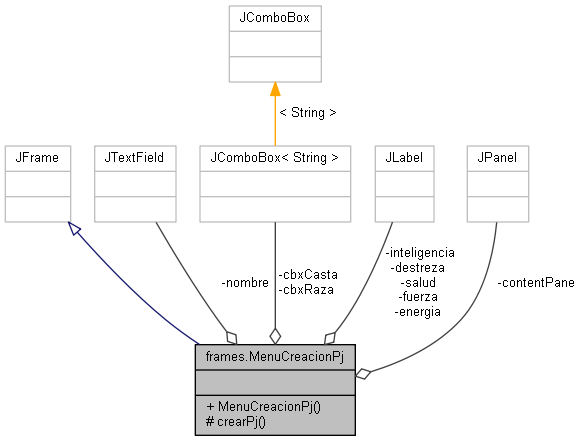 JComboBox
< String >
JFrame
JTextField
JComboBox< String >
JLabel
JPanel
-nombre
-cbxCasta
-cbxRaza
-inteligencia
-destreza
-salud
-fuerza
-energia
-contentPane
frames.MenuCreacionPj
+ MenuCreacionPj()
# crearPj()